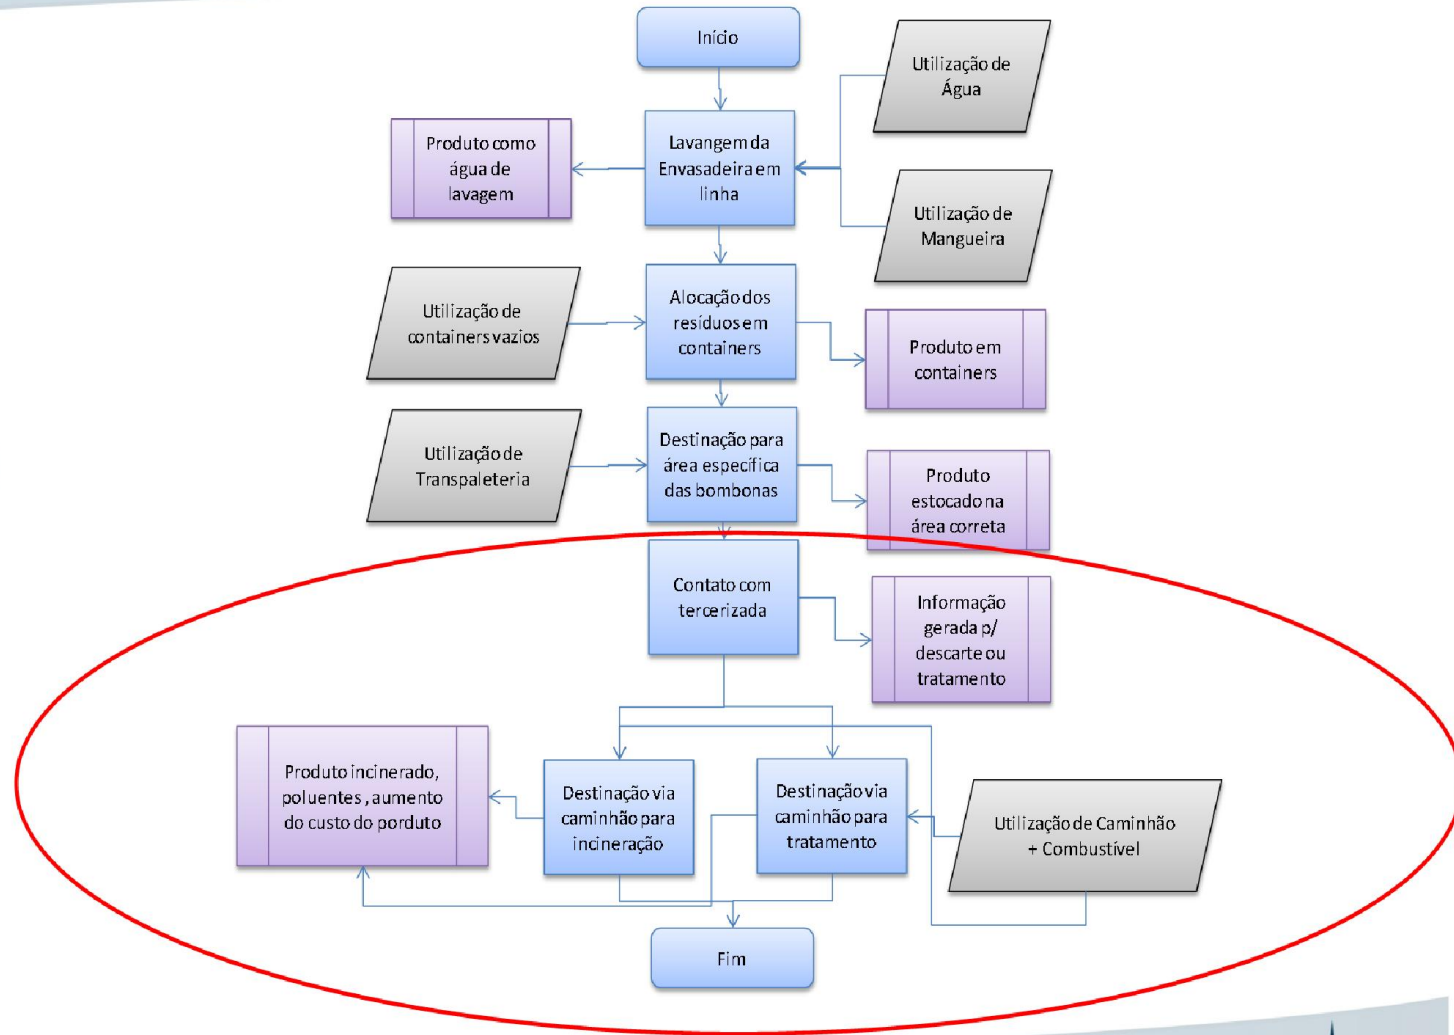 Início
Utilização de
Água
Produto como
água de
lavagem
Lavangem da
Envasadeira em
linha
Utilização de
Mangueira
Utilização de
containers vazios
Alocação dos
resíduos em
containers
Produto em
containers
Utilização de
Transpaleteria
Destinação para
área específica
das bombonas
Produto
estocado na
área correta
Contato com
tercerizada
Informação
gerada p/
descarte ou
tratamento
Produto incinerado,
poluentes , aumento
do custo do porduto
Destinação via
caminhão para
incineração
Destinação via
caminhão para
tratamento
Utilização de Caminhão
+ Combustível
Fim